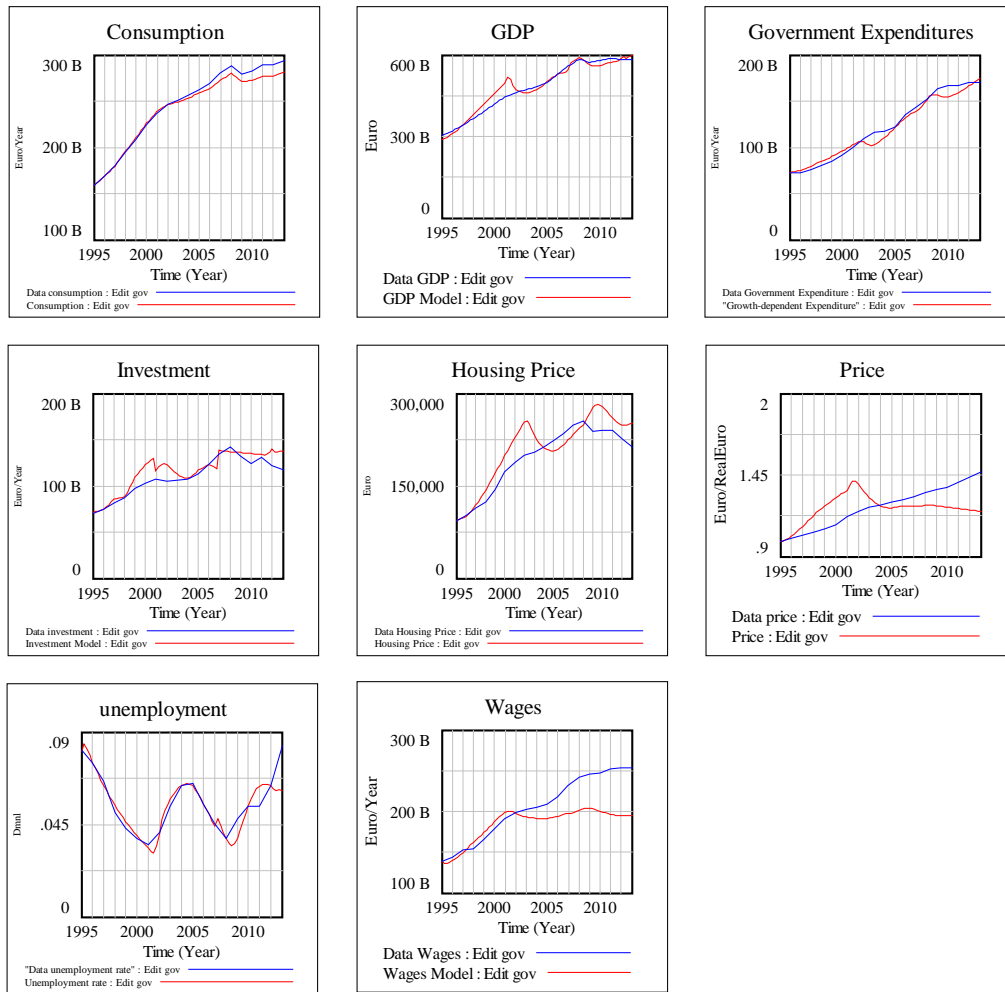 Consumption
300 B
200 B
100 B
Euro/Year
1995 2000 2005 2010
Time (Year)
Data consumption : Edit gov
Consumption : Edit gov
GDP
600 B
300 B
0
Euro
1995 2000 2005 2010
Time (Year)
Data GDP : Edit gov
GDP Model : Edit gov
Government Expenditures
200 B
100 B
0
Euro/Year
1995 2000 2005 2010
Time (Year)
Data Government Expenditure : Edit gov
"Growth-dependent Expenditure" : Edit gov
Investment
200 B
100 B
0
Euro/Year
1995 2000 2005 2010
Time (Year)
Data investment : Edit gov
Investment Model : Edit gov
Housing Price
300,000
150,000
0
Euro
1995 2000 2005 2010
Time (Year)
Data Housing Price : Edit gov
Housing Price : Edit gov
Price
2
1.45
.9
Euro/RealEuro
1995 2000 2005 2010
Time (Year)
Data price : Edit gov
Price : Edit gov
unemployment
.09
.045
0
Dmnl
1995 2000 2005 2010
Time (Year)
"Data unemployment rate" : Edit gov
Unemployment rate : Edit gov
Wages
300 B
200 B
100 B
Euro/Year
1995 2000 2005 2010
Time (Year)
Data Wages : Edit gov
Wages Model : Edit gov